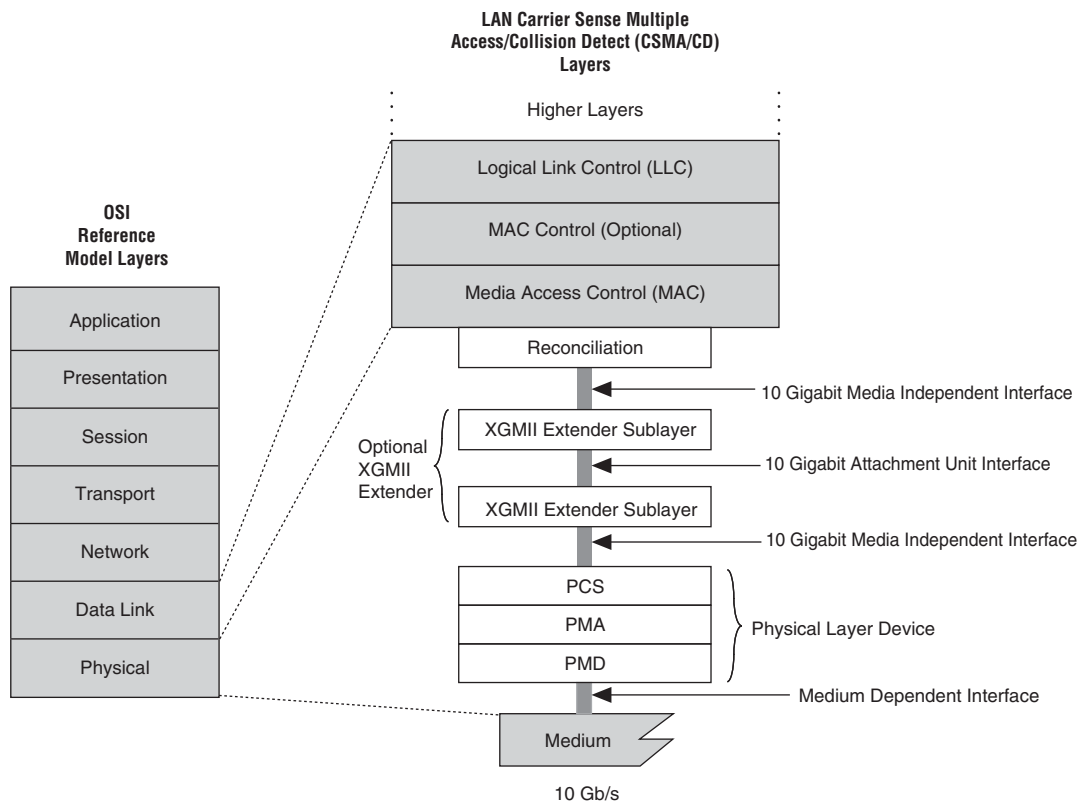 LAN Carrier Sense Multiple
Access/Collision Detect (CSMA/CD)
Layers
Higher Layers
Logical Link Control (LLC)
MAC Control (Optional)
Media Access Control (MAC)
Reconciliation
10 Gigabit Media Independent Interface
Optional
XGMII
Extender
XGMII Extender Sublayer
10 Gigabit Attachment Unit Interface
XGMII Extender Sublayer
10 Gigabit Media Independent Interface
PCS
PMA
PMD
Physical Layer Device
Medium Dependent Interface
Medium
10 Gb/s
OSI
Reference
Model Layers
Application
Presentation
Session
Transport
Network
Data Link
Physical